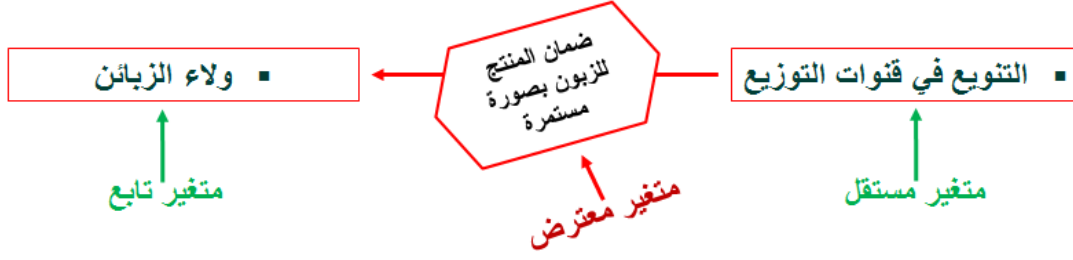 ▪ التنويع في قنوات التوزيع
ضمان المنتج
للزبون بصورة
مستمرة
▪ ولاء الزبائن
متغير مستقل
متغير معترض
متغير تابع